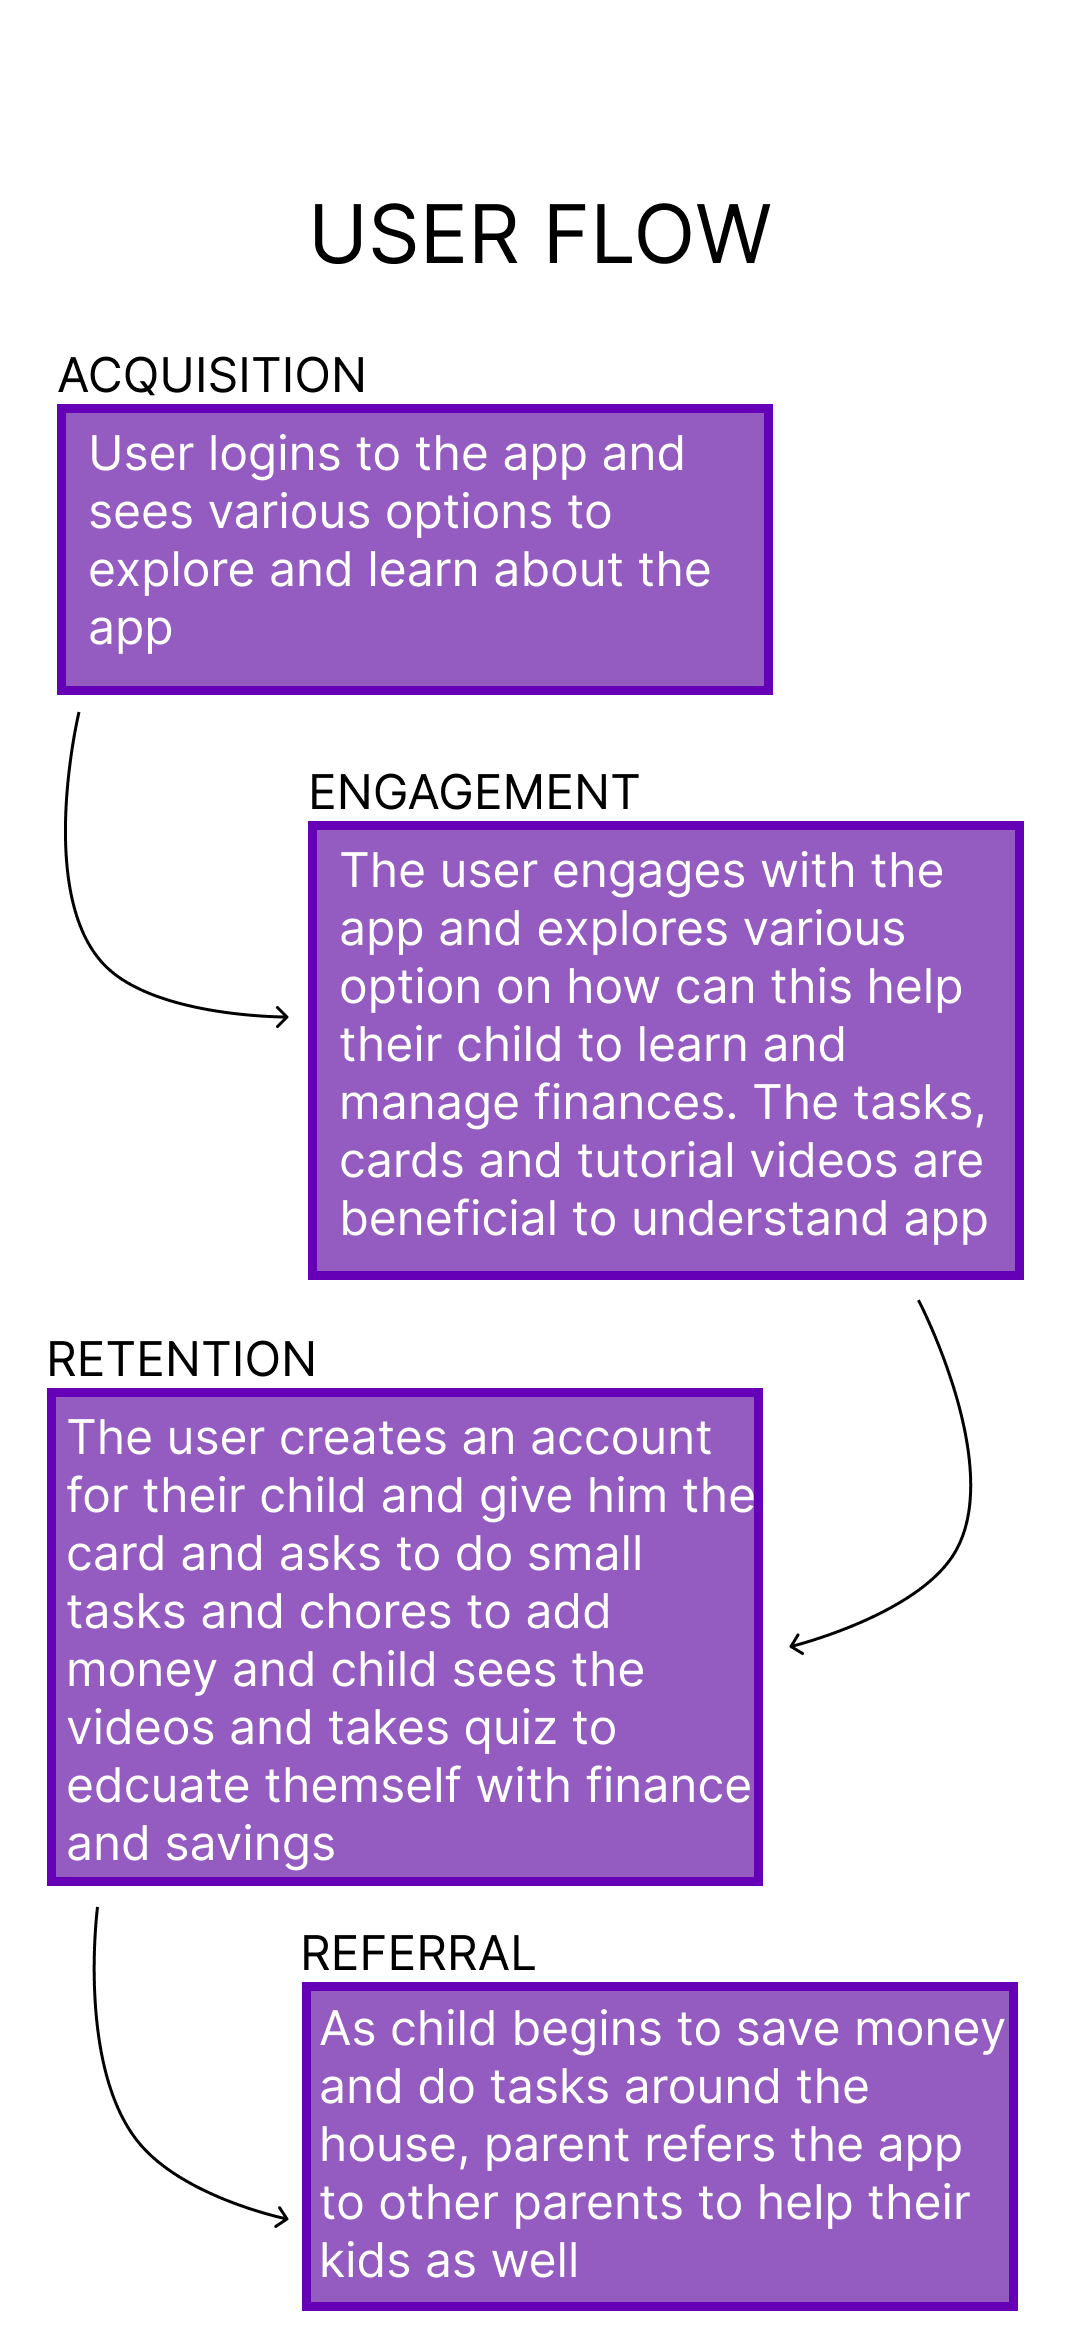 USER FLOW
ACQUISITION
User logins to the app and
sees various options to
explore and learn about the
app
ENGAGEMENT
The user engages with the
app and explores various
option on how can this help
their child to learn and
manage finances. The tasks,
cards and tutorial videos are
beneficial to understand app
RETENTION
The user creates an account
for their child and give him the
card and asks to do small
tasks and chores to add
money and child sees the
videos and takes quiz to
edcuate themself with finance
and savings
REFERRAL
As child begins to save money
and do tasks around the
house, parent refers the app
to other parents to help their
kids as well